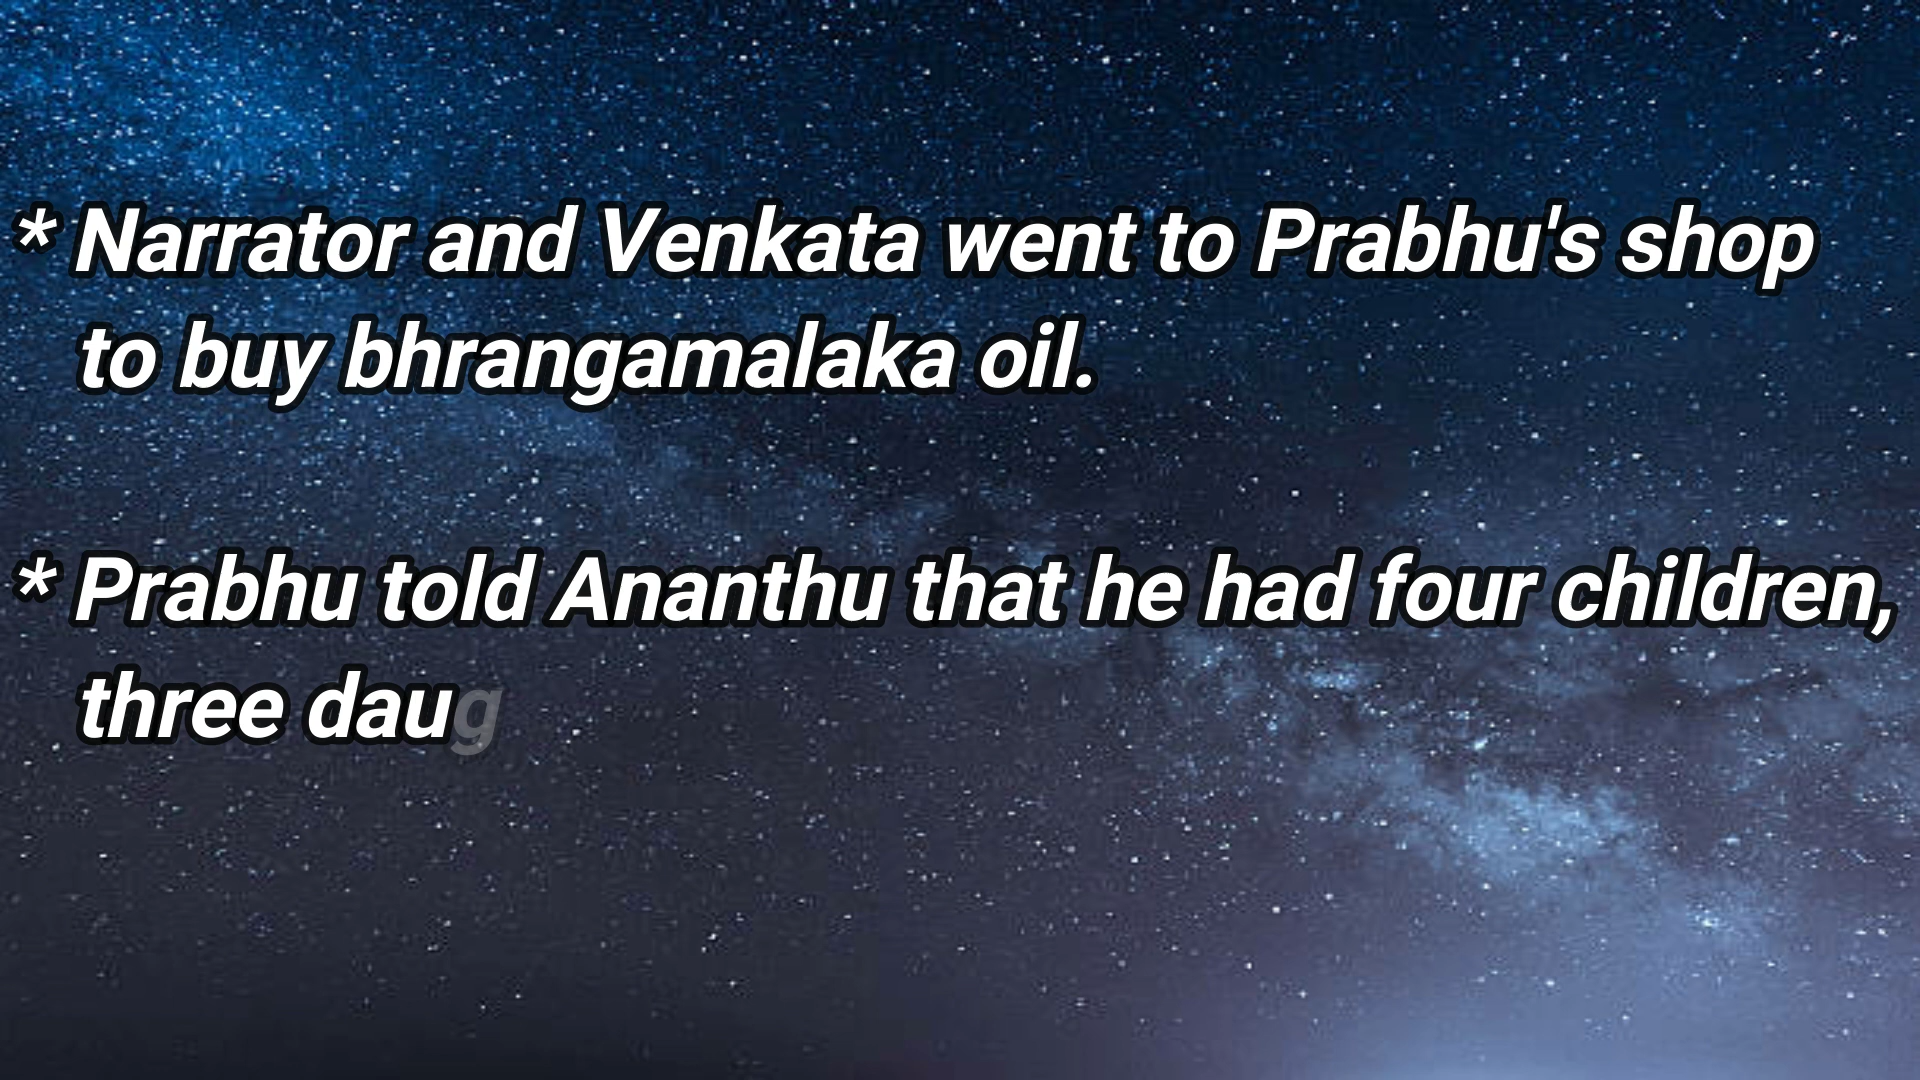 * Narrator and Venkata went to Prabhu's shop
to buy bhrangamalaka oil.
* Prabhu told Ananthu that he had four children,
three daug